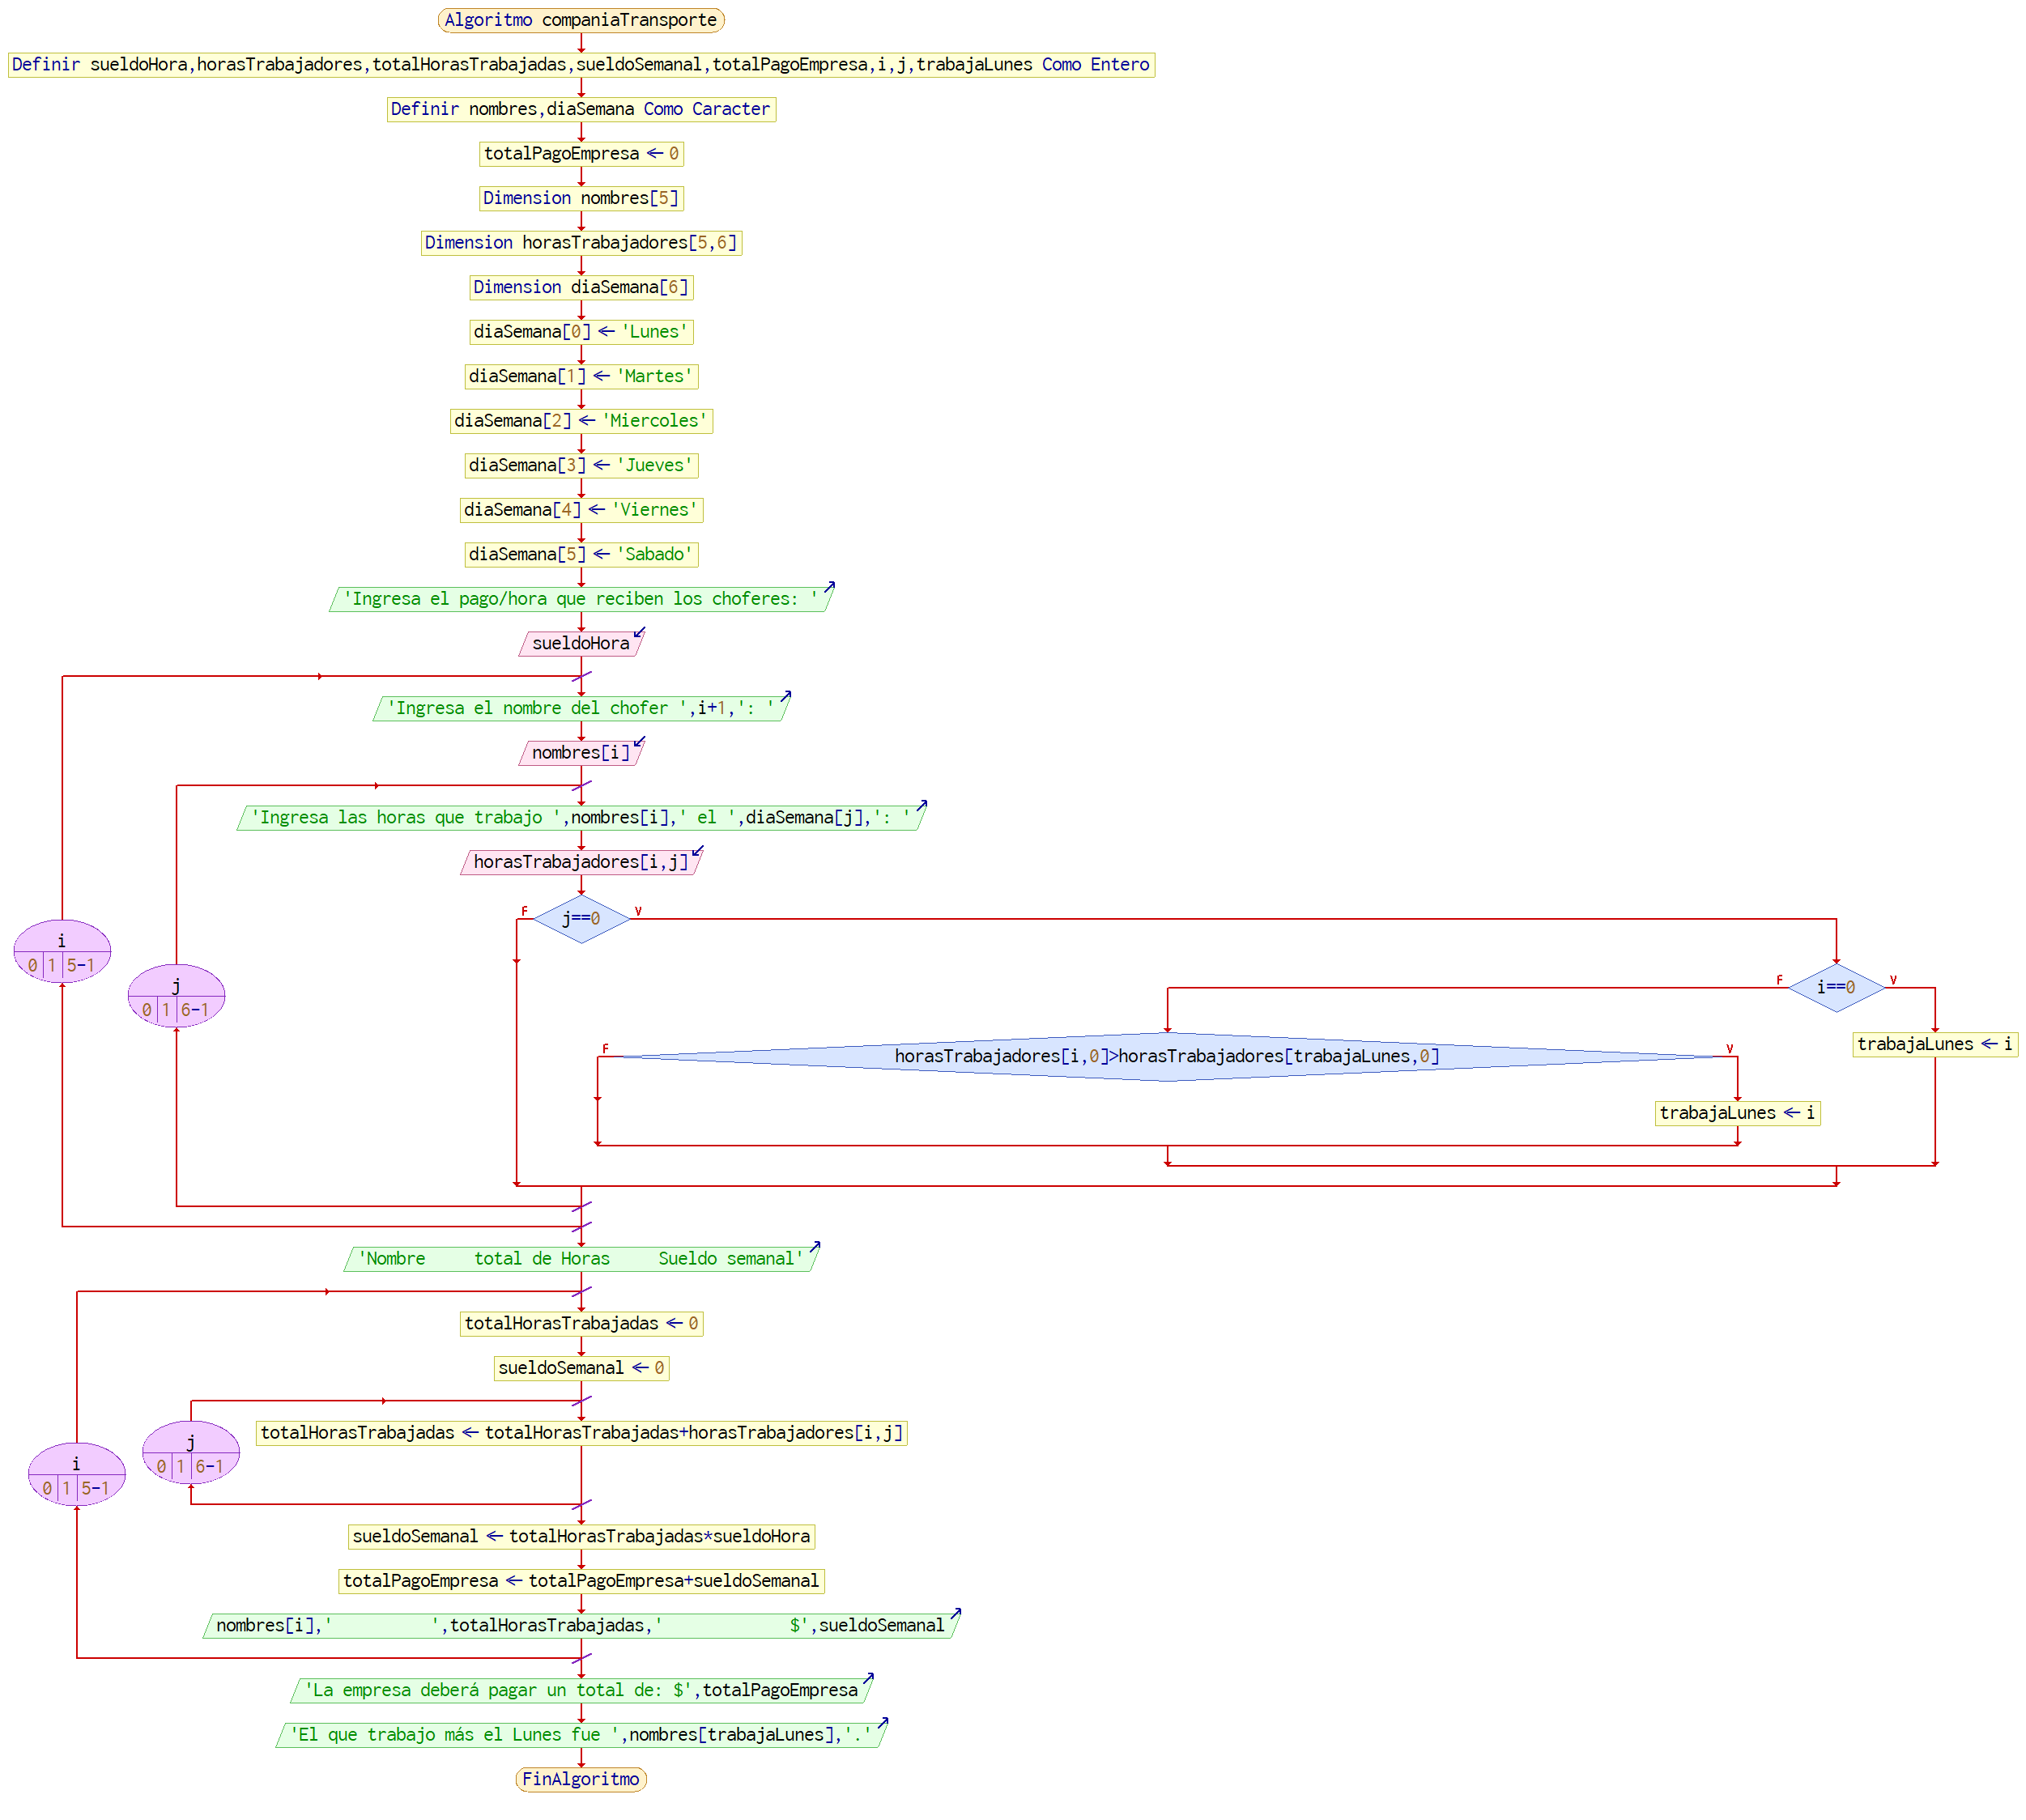 Algoritmo companiaTransporte
Definir sueldoHora,horasTrabajadores,totalHorasTrabajadas,sueldoSemanal,totalPagoEmpresa,i,j,trabajaLunes Como Entero
Definir nombres,diaSemana Como Caracter
totalPagoEmpresa ← 0
Dimension nombres[5]
Dimension horasTrabajadores[5,6]
Dimension diaSemana[6]
diaSemana[0] ← 'Lunes'
diaSemana[1] ← 'Martes'
diaSemana[2] ← 'Miercoles'
diaSemana[3] ← 'Jueves'
diaSemana[4] ← 'Viernes'
diaSemana[5] ← 'Sabado'
'Ingresa el pago/hora que reciben los choferes: '
sueldoHora
i
0 1 5-1
'Ingresa el nombre del chofer ',i+1,': '
nombres[i]
j
0 1 6-1
'Ingresa las horas que trabajo ',nombres[i],' el ',diaSemana[j],': '
horasTrabajadores[i,j]
F j==0 V
F i==0 V
F horasTrabajadores[i,0]>horasTrabajadores[trabajaLunes,0] V
trabajaLunes ← i
trabajaLunes ← i
'Nombre     total de Horas     Sueldo semanal'
i
0 1 5-1
totalHorasTrabajadas ← 0
sueldoSemanal ← 0
j
0 1 6-1
totalHorasTrabajadas ← totalHorasTrabajadas+horasTrabajadores[i,j]
sueldoSemanal ← totalHorasTrabajadas*sueldoHora
totalPagoEmpresa ← totalPagoEmpresa+sueldoSemanal
nombres[i],'          ',totalHorasTrabajadas,'             $',sueldoSemanal
'La empresa deberá pagar un total de: $',totalPagoEmpresa
'El que trabajo más el Lunes fue ',nombres[trabajaLunes],'.'
FinAlgoritmo